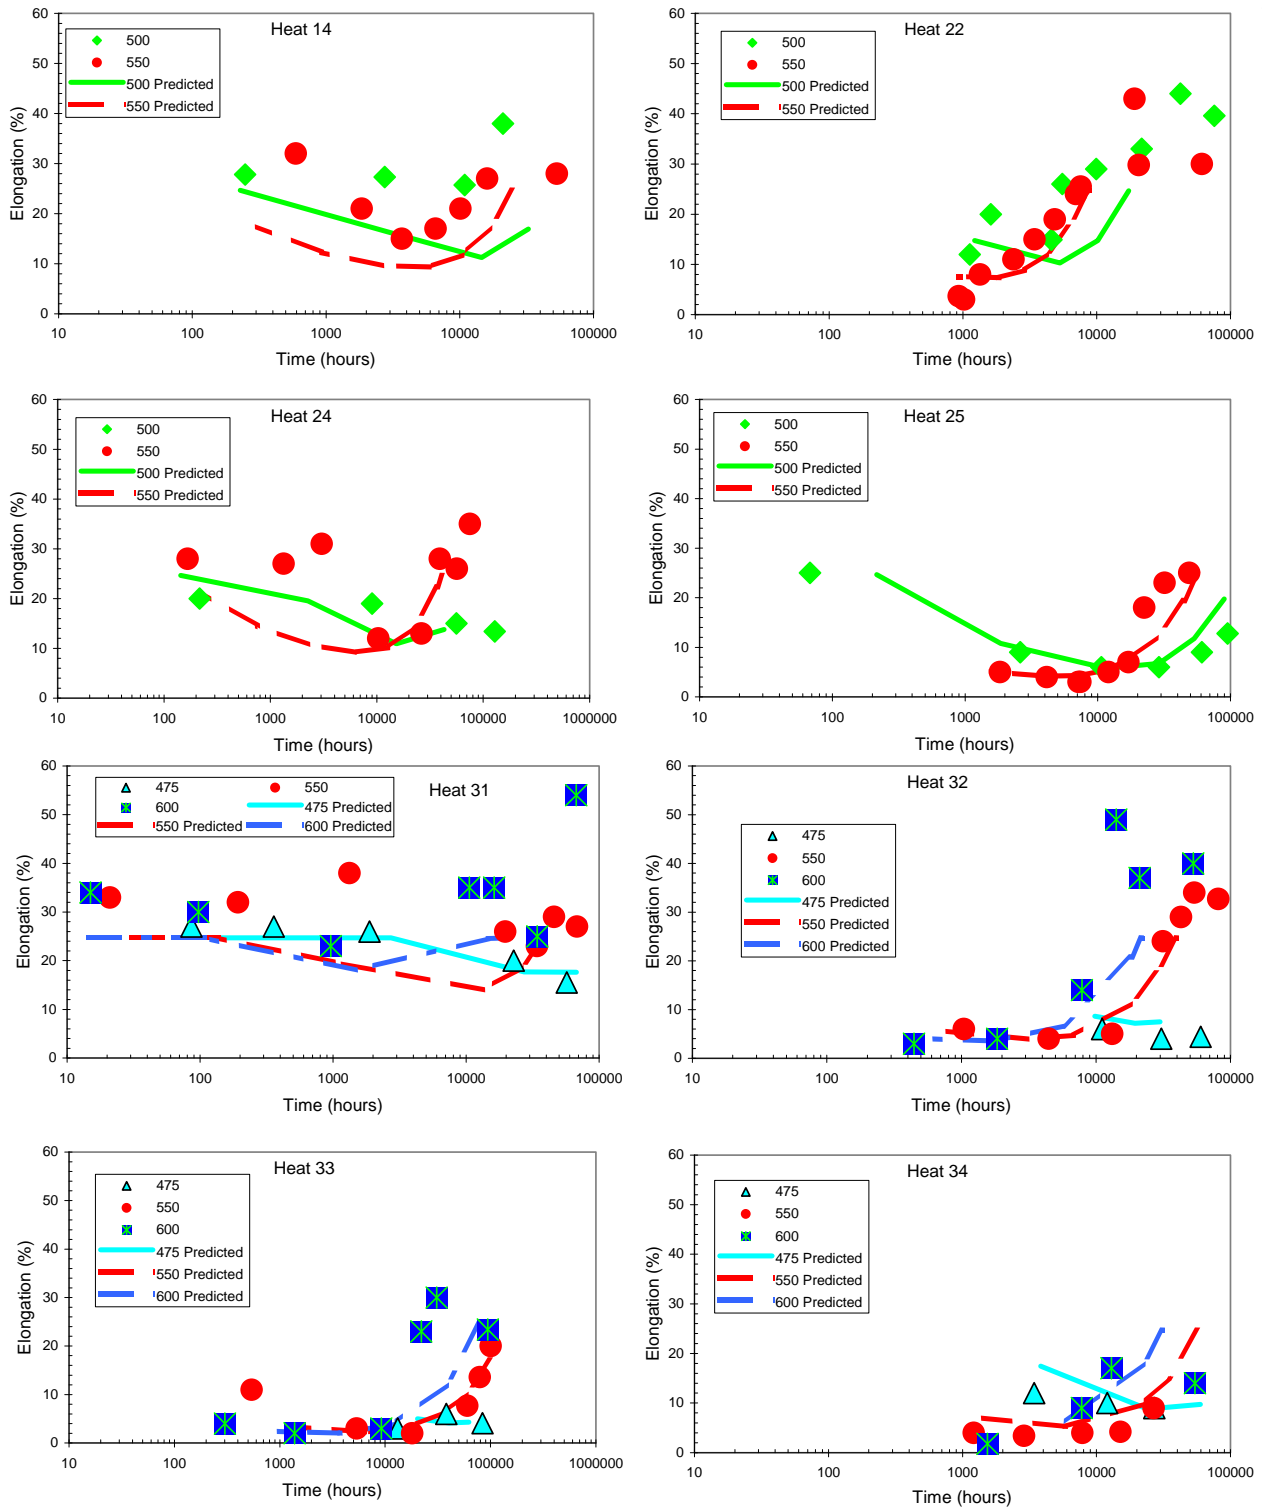 Heat 14
500
550
500 Predicted
550 Predicted
Elongation (%)
60
50
40
30
20
10
0
10 100 1000 10000 100000
Time (hours)
Heat 22
500
550
500 Predicted
550 Predicted
Elongation (%)
60
50
40
30
20
10
0
10 100 1000 10000 100000
Time (hours)
Heat 24
500
550
500 Predicted
550 Predicted
Elongation (%)
60
50
40
30
20
10
0
10 100 1000 10000 100000 1000000
Time (hours)
Heat 25
500
550
500 Predicted
550 Predicted
Elongation (%)
60
50
40
30
20
10
0
10 100 1000 10000 100000
Time (hours)
Heat 31
475 550
600 475 Predicted
550 Predicted 600 Predicted
Elongation (%)
60
50
40
30
20
10
0
10 100 1000 10000 100000
Time (hours)
Heat 32
475
550
600
475 Predicted
550 Predicted
600 Predicted
Elongation (%)
60
50
40
30
20
10
0
10 100 1000 10000 100000
Time (hours)
Heat 33
475
550
600
475 Predicted
550 Predicted
600 Predicted
Elongation (%)
60
50
40
30
20
10
0
10 100 1000 10000 100000 1000000
Time (hours)
Heat 34
475
550
600
475 Predicted
550 Predicted
600 Predicted
Elongation (%)
60
50
40
30
20
10
0
10 100 1000 10000 100000
Time (hours)